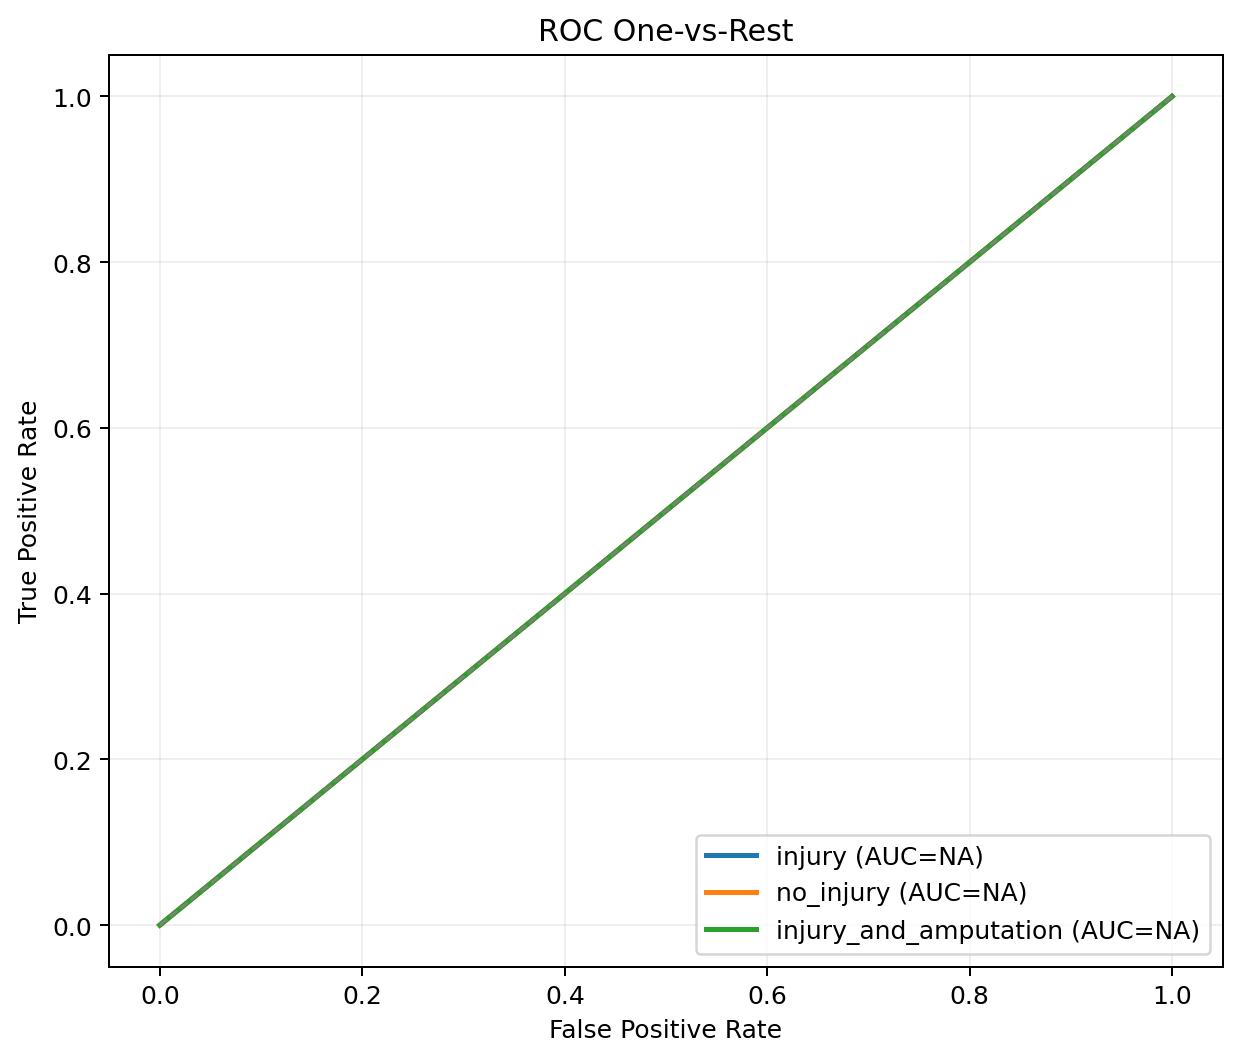 ROC One-vs-Rest
1.0
0.8
0.6
0.4
0.2
0.0
True Positive Rate
injury (AUC=NA)
no_injury (AUC=NA)
injury_and_amputation (AUC=NA)
0.0 0.2 0.4 0.6 0.8 1.0
False Positive Rate